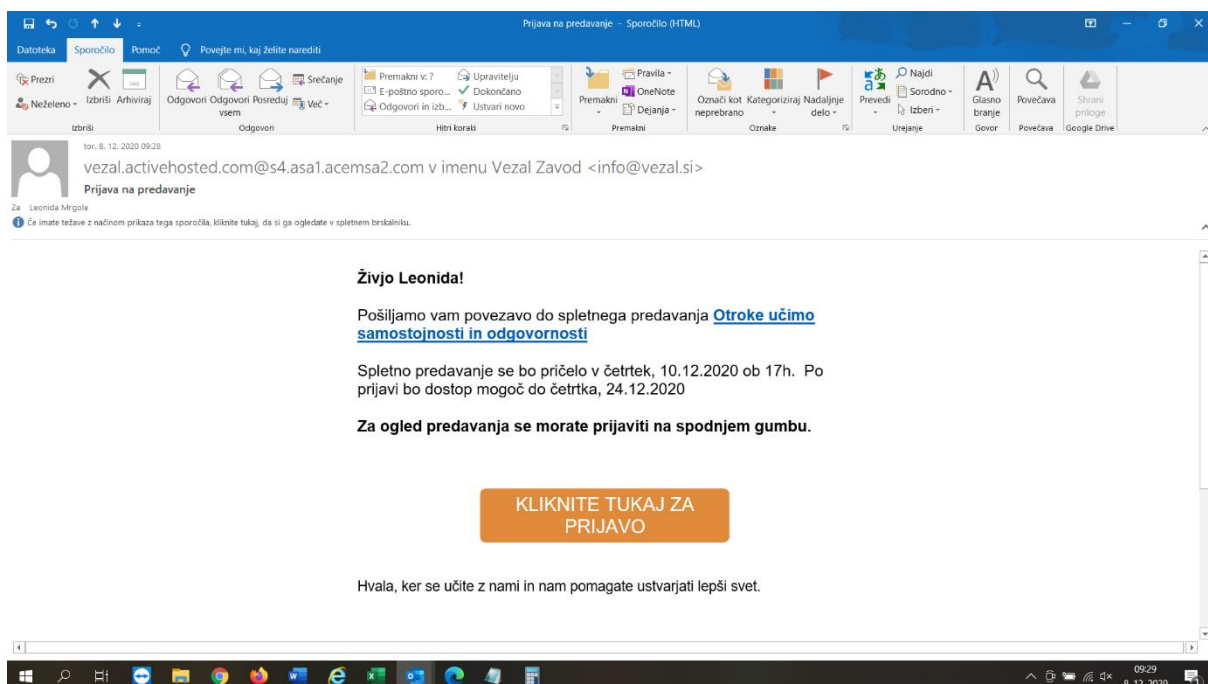 Prijava na predavanje - Sporočilo (HTML)
Datoteka Sporočilo Pomoč Povejte mi, kaj želite narediti
Prezri
Neželeno
Izbriši Arhiviraj
Izbriši
Odgovori Odgovori vsem Posreduj
Srečanje
Več
Odgovori
Premakni v: ? Upravitelju
E-poštno sporo... Dokončano
Odgovori in izb... Ustvari novo
Hitri koraki
Premakni
Pravila
OneNote
Dejanja
Premakni
Označi kot neprebrano Kategoriziraj Nadaljnje delo
Oznake
Prevedi
Najdi
Sorodno
Izberi
Urejanje
Glasno branje
Govor
Povečava
Povečava
Shrani priloge
Google Drive
tor. 8. 12. 2020 09:28
vezal.activehosted.com@s4.asa1.acemsa2.com v imenu Vezal Zavod <info@vezal.si>
Prijava na predavanje
Za Leonida Mrgole
Če imate težave z načinom prikaza tega sporočila, kliknite tukaj, da si ga ogledate v spletnem brskalniku.
Živjo Leonida!
Pošiljamo vam povezavo do spletnega predavanja Otroke učimo
samostojnosti in odgovornosti
Spletno predavanje se bo pričelo v četrtek, 10.12.2020 ob 17h. Po
prijavi bo dostop mogoč do četrtka, 24.12.2020
Za ogled predavanja se morate prijaviti na spodnjem gumbu.
KLIKNITE TUKAJ ZA
PRIJAVO
Hvala, ker se učite z nami in nam pomagate ustvarjati lepši svet.
09:29
8. 12. 2020